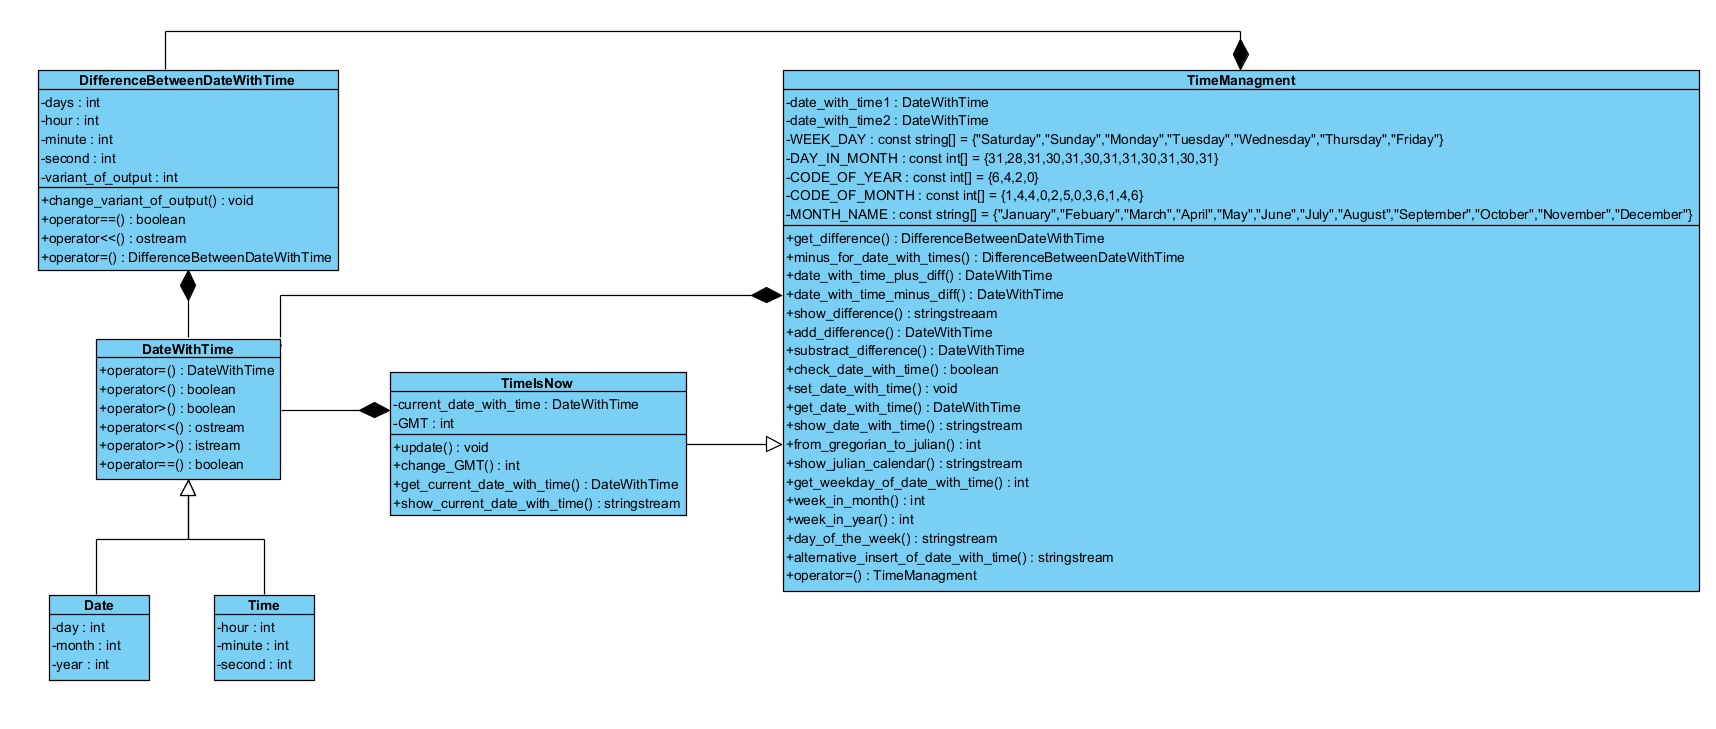 DifferenceBetweenDateWithTime
-days : int
-hour : int
-minute : int
-second : int
-variant_of_output : int
+change_variant_of_output() : void
+operator==() : boolean
+operator<<() : ostream
+operator=() : DifferenceBetweenDateWithTime
TimeManagment
-date_with_time1 : DateWithTime
-date_with_time2 : DateWithTime
-WEEK_DAY : const string[] = {"Saturday","Sunday","Monday","Tuesday","Wednesday","Thursday","Friday"}
-DAY_IN_MONTH : const int[] = {31,28,31,30,31,30,31,31,30,31,30,31}
-CODE_OF_YEAR : const int[] = {6,4,2,0}
-CODE_OF_MONTH : const int[] = {1,4,4,0,2,5,0,3,6,1,4,6}
-MONTH_NAME : const string[] = {"January","Febuary","March","April","May","June","July","August","September","October","November","December"}
+get_difference() : DifferenceBetweenDateWithTime
+minus_for_date_with_times() : DifferenceBetweenDateWithTime
+date_with_time_plus_diff() : DateWithTime
+date_with_time_minus_diff() : DateWithTime
+show_difference() : stringstreaam
+add_difference() : DateWithTime
+substract_difference() : DateWithTime
+check_date_with_time() : boolean
+set_date_with_time() : void
+get_date_with_time() : DateWithTime
+show_date_with_time() : stringstream
+from_gregorian_to_julian() : int
+show_julian_calendar() : stringstream
+get_weekday_of_date_with_time() : int
+week_in_month() : int
+week_in_year() : int
+day_of_the_week() : stringstream
+alternative_insert_of_date_with_time() : stringstream
+operator=() : TimeManagment
DateWithTime
+operator=() : DateWithTime
+operator<() : boolean
+operator>() : boolean
+operator<<() : ostream
+operator>>() : istream
+operator==() : boolean
TimeIsNow
-current_date_with_time : DateWithTime
-GMT : int
+update() : void
+change_GMT() : int
+get_current_date_with_time() : DateWithTime
+show_current_date_with_time() : stringstream
Date
-day : int
-month : int
-year : int
Time
-hour : int
-minute : int
-second : int